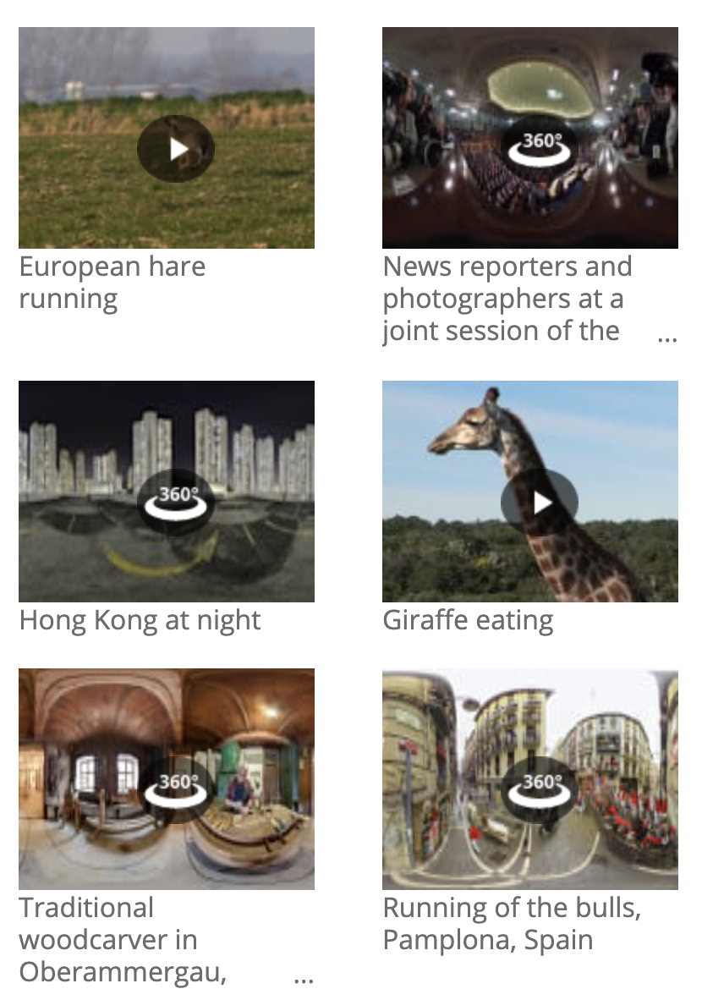 360°
European hare
running
News reporters and
photographers at a
joint session of the ...
360°
Hong Kong at night
Giraffe eating
360°
360°
Traditional
woodcarver in
Oberammergau, ...
Running of the bulls,
Pamplona, Spain